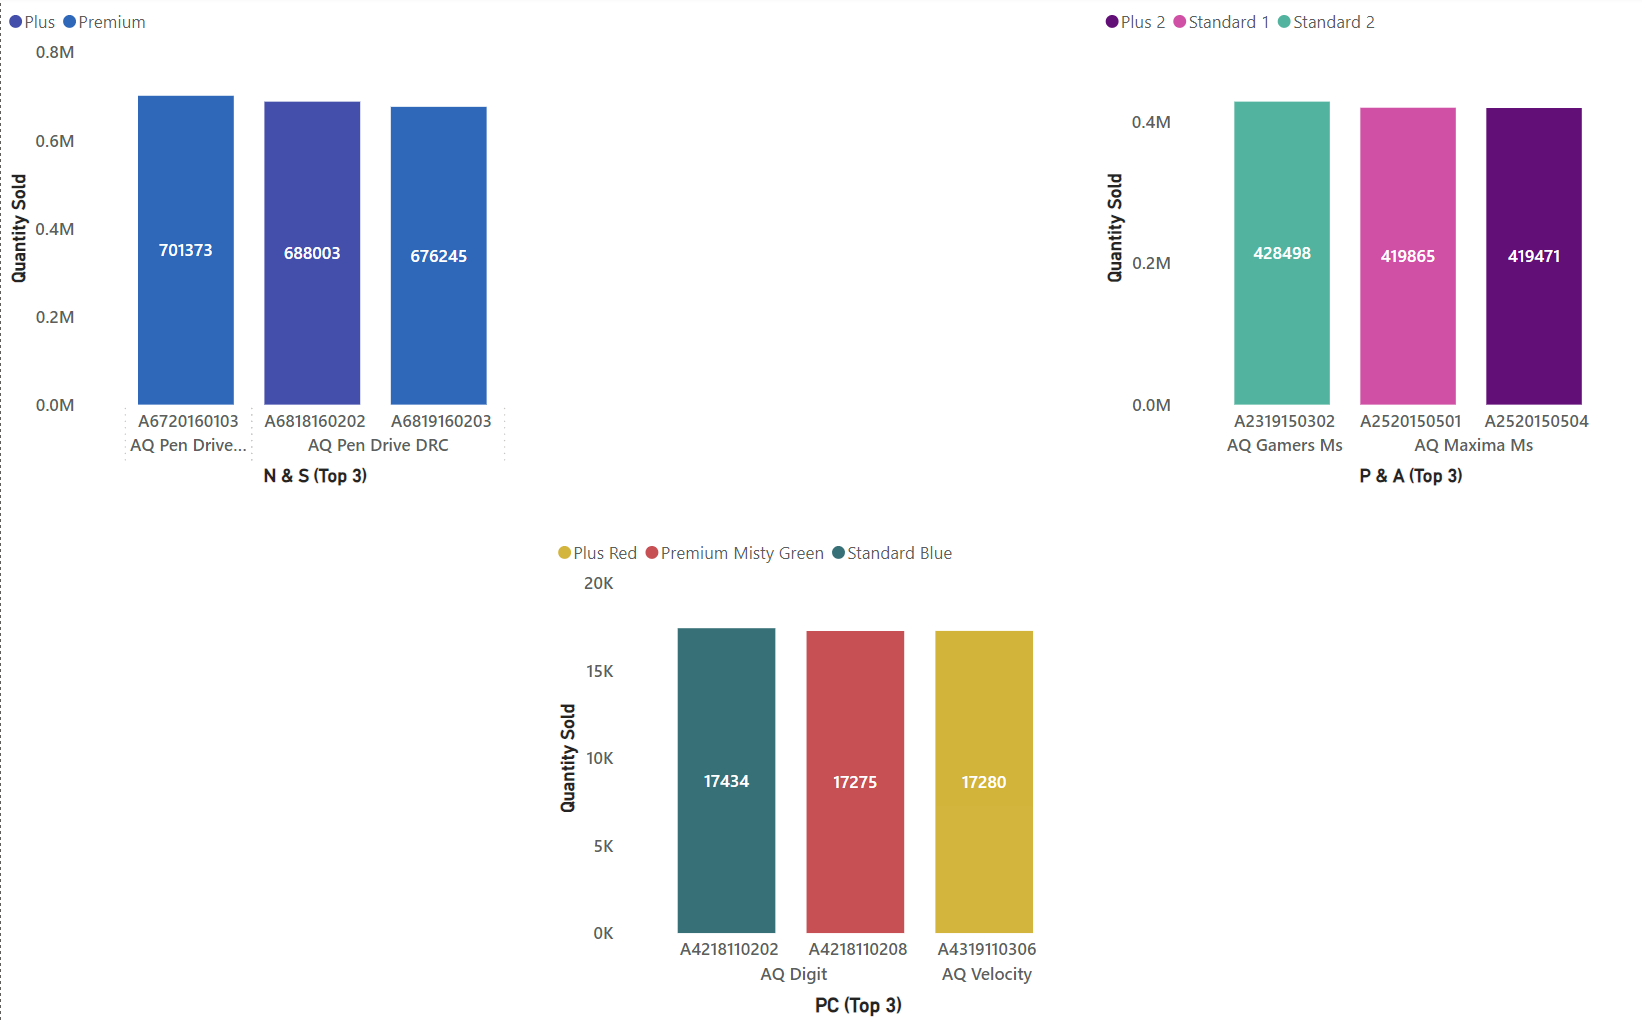 Plus Premium
0.8M
0.6M
0.4M
0.2M
0.0M
Quantity Sold
701373 688003 676245
A6720160103 A6818160202 A6819160203
AQ Pen Drive... AQ Pen Drive DRC
N & S (Top 3)
Plus 2 Standard 1 Standard 2
0.4M
0.2M
0.0M
Quantity Sold
428498 419865 419471
A2319150302 A2520150501 A2520150504
AQ Gamers Ms AQ Maxima Ms
P & A (Top 3)
Plus Red Premium Misty Green Standard Blue
20K
15K
10K
5K
0K
Quantity Sold
17434 17275 17280
A4218110202 A4218110208 A4319110306
AQ Digit AQ Velocity
PC (Top 3)